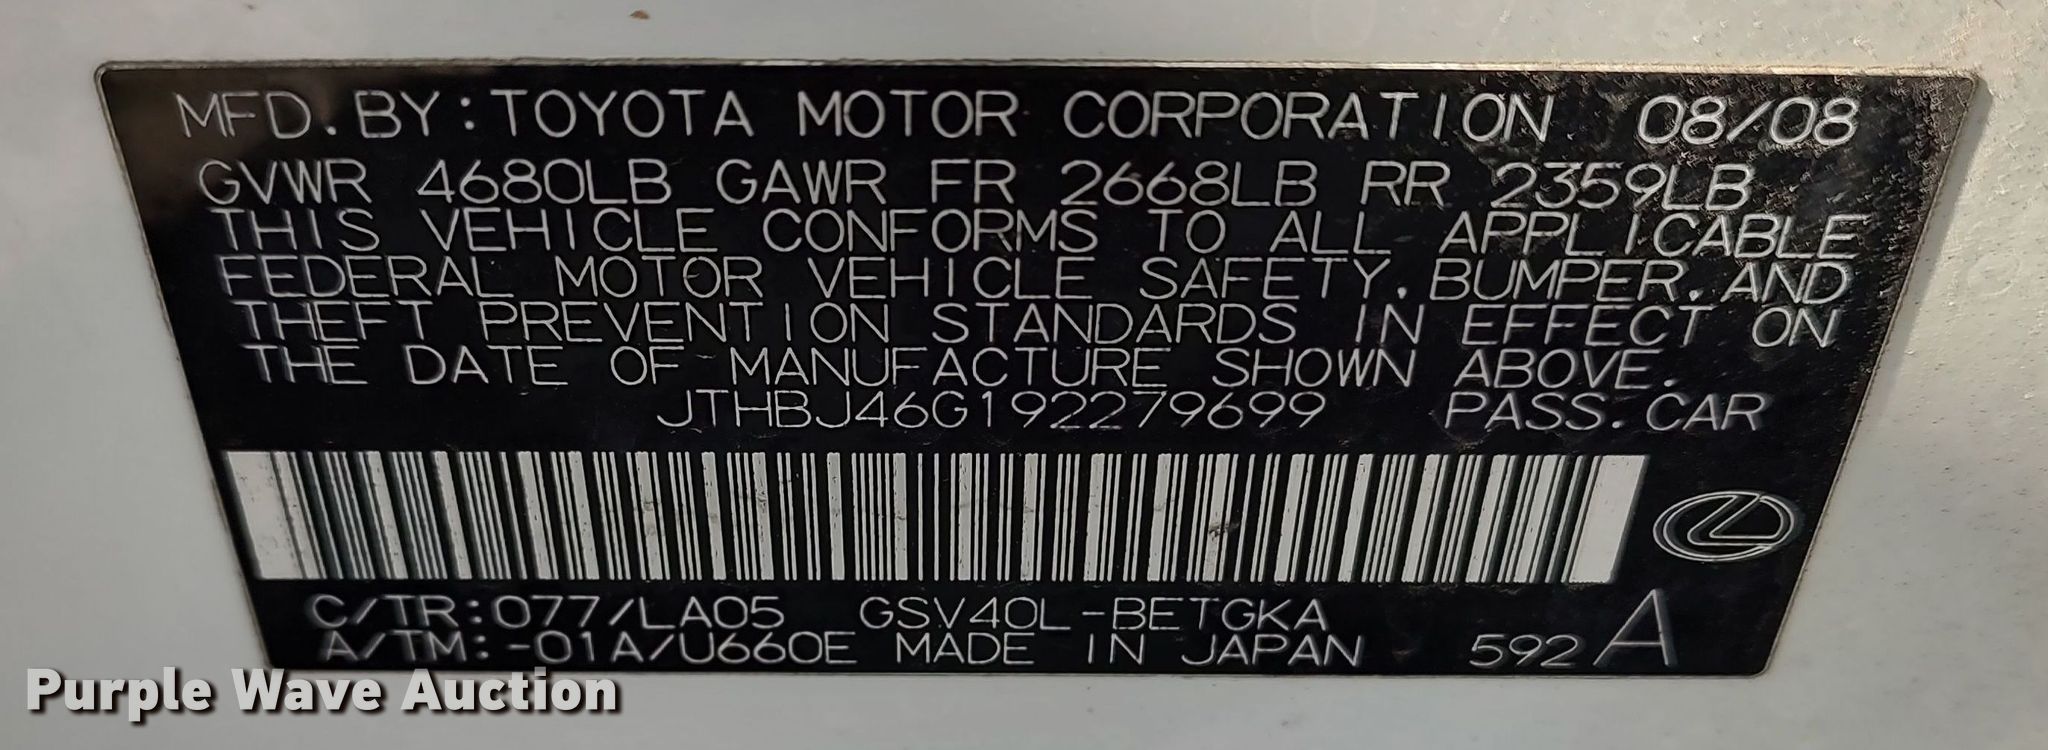 MFD. BY: TOYOTA MOTOR CORPORATION 08/08
GVWR 4680LB GAWR FR 2668LB RR 2359LB
THIS VEHICLE CONFORMS TO ALL APPLICABLE
FEDERAL MOTOR VEHICLE SAFETY, BUMPER, AND
THEFT PREVENTION STANDARDS IN EFFECT ON
THE DATE OF MANUFACTURE SHOWN ABOVE.
JTHBJ46G192279699 PASS. CAR
C/TR: 077/LA05 GSV40L-BETGKA
A/TM: -01A/U660E MADE IN JAPAN 592 A
Purple Wave Auction